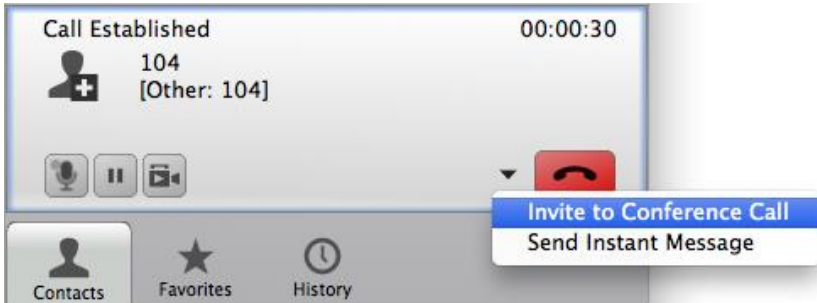 Call Established 00:00:30
104
[Other: 104]
Invite to Conference Call
Send Instant Message
Contacts Favorites History